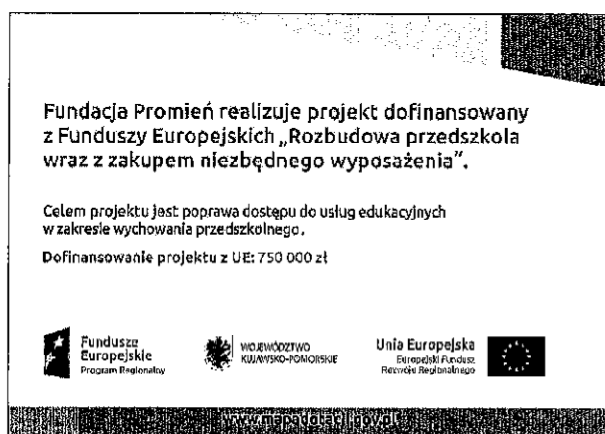 Fundacja Promień realizuje projekt dofinansowany
z Funduszy Europejskich „Rozbudowa przedszkola
wraz z zakupem niezbędnego wyposażenia”.
Celem projektu jest poprawa dostępu do usług edukacyjnych
w zakresie wychowania przedszkolnego.
Dofinansowanie projektu z UE: 750 000 zł
Fundusze
Europejskie
Program Regionalny
WOJEWÓDZTWO
KUJAWSKO-POMORSKIE
Unia Europejska
Europejski Fundusz
Rozwoju Regionalnego
www.mapadotacji.gov.pl